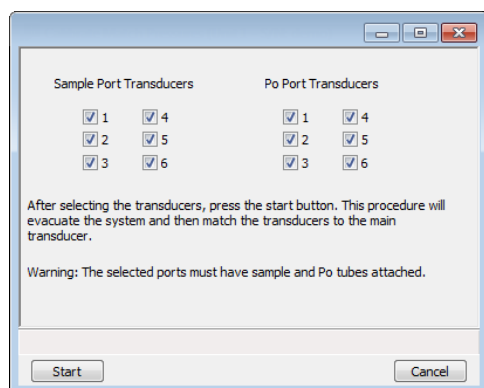 Sample Port Transducers Po Port Transducers
1 4 1 4
2 5 2 5
3 6 3 6
After selecting the transducers, press the start button. This procedure will
evacuate the system and then match the transducers to the main
transducer.
Warning: The selected ports must have sample and Po tubes attached.
Start Cancel